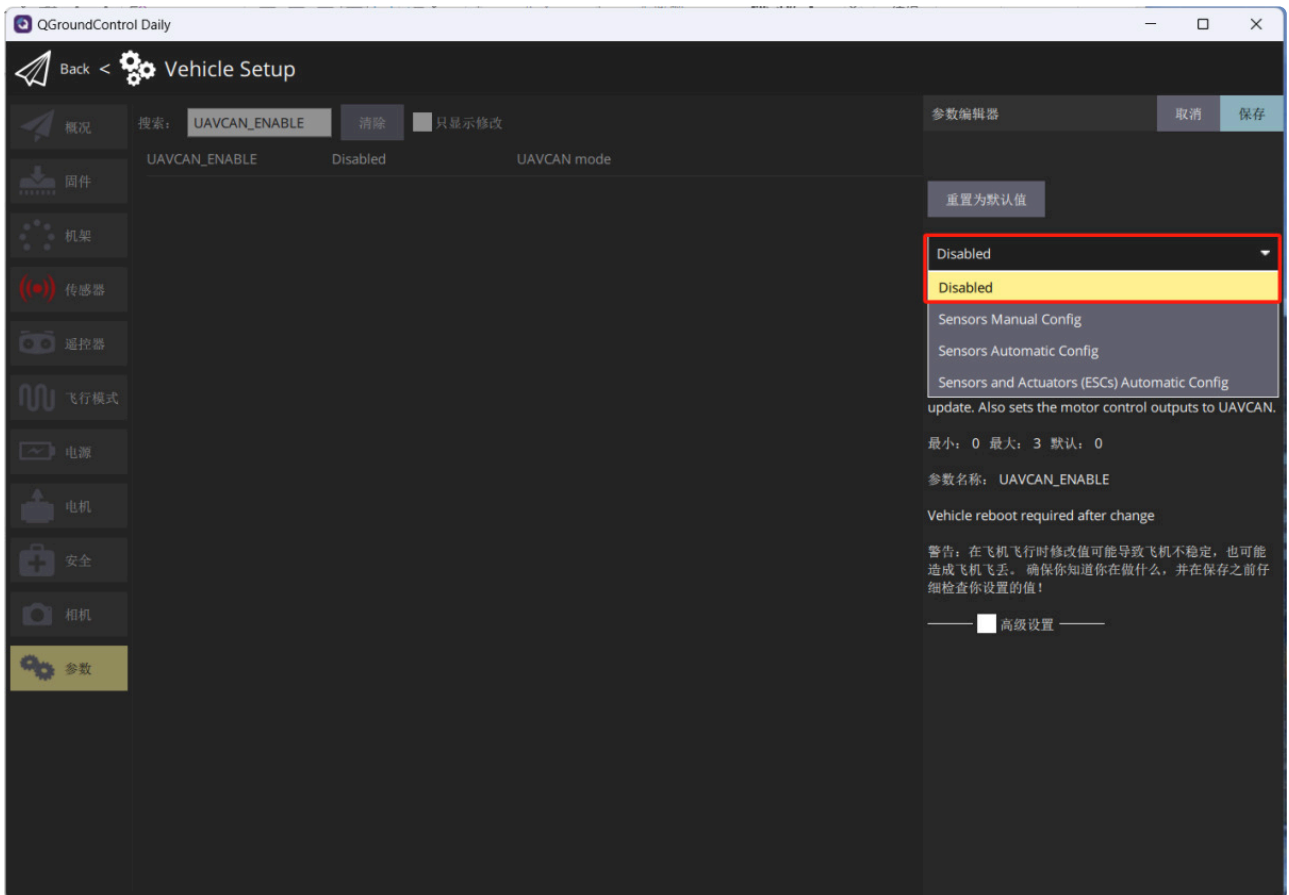 QGroundControl Daily
Back < Vehicle Setup
概况
固件
机架
传感器
遥控器
飞行模式
电源
电机
安全
相机
参数
搜索: UAVCAN_ENABLE 清除 只显示修改
UAVCAN_ENABLE Disabled UAVCAN mode
参数编辑器 取消 保存
重置为默认值
Disabled
Disabled
Sensors Manual Config
Sensors Automatic Config
Sensors and Actuators (ESCs) Automatic Config
update. Also sets the motor control outputs to UAVCAN.
最小: 0 最大: 3 默认: 0
参数名称: UAVCAN_ENABLE
Vehicle reboot required after change
警告: 在飞机飞行时修改值可能导致飞机不稳定, 也可能
造成飞机飞丢。 确保你知道你在做什么, 并在保存之前仔
细检查你设置的值!
高级设置